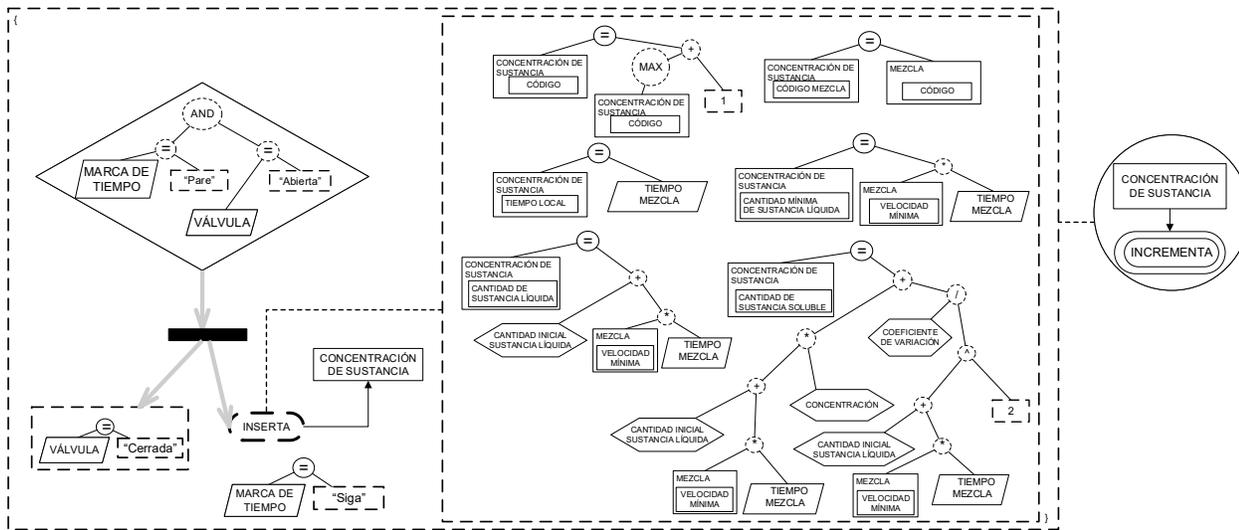 {
AND
=
=
MARCA DE
TIEMPO
"Pare"
"Abierta"
VÁLVULA
=
VÁLVULA
"Cerrada"
INSERTA
CONCENTRACIÓN
DE SUSTANCIA
=
MARCA DE
TIEMPO
"Siga"
=
+
CONCENTRACIÓN DE
SUSTANCIA
CÓDIGO
MAX
CONCENTRACIÓN DE
SUSTANCIA
CÓDIGO
1
=
CONCENTRACIÓN DE
SUSTANCIA
CÓDIGO MEZCLA
MEZCLA
CÓDIGO
=
CONCENTRACIÓN DE
SUSTANCIA
TIEMPO LOCAL
TIEMPO
MEZCLA
=
CONCENTRACIÓN DE
SUSTANCIA
CANTIDAD MÍNIMA
DE SUSTANCIA LÍQUIDA
*
MEZCLA
VELOCIDAD
MÍNIMA
TIEMPO
MEZCLA
=
CONCENTRACIÓN DE
SUSTANCIA
CANTIDAD DE
SUSTANCIA LÍQUIDA
+
CANTIDAD INICIAL
SUSTANCIA LÍQUIDA
*
MEZCLA
VELOCIDAD
MÍNIMA
TIEMPO
MEZCLA
=
CONCENTRACIÓN DE
SUSTANCIA
CANTIDAD DE
SUSTANCIA SOLUBLE
+
/
*
COEFICIENTE
DE VARIACIÓN
^
+
CONCENTRACIÓN
+
2
CANTIDAD INICIAL
SUSTANCIA LÍQUIDA
*
CANTIDAD INICIAL
SUSTANCIA LÍQUIDA
*
MEZCLA
VELOCIDAD
MÍNIMA
TIEMPO
MEZCLA
MEZCLA
VELOCIDAD
MÍNIMA
TIEMPO
MEZCLA
}
CONCENTRACIÓN
DE SUSTANCIA
INCREMENTA